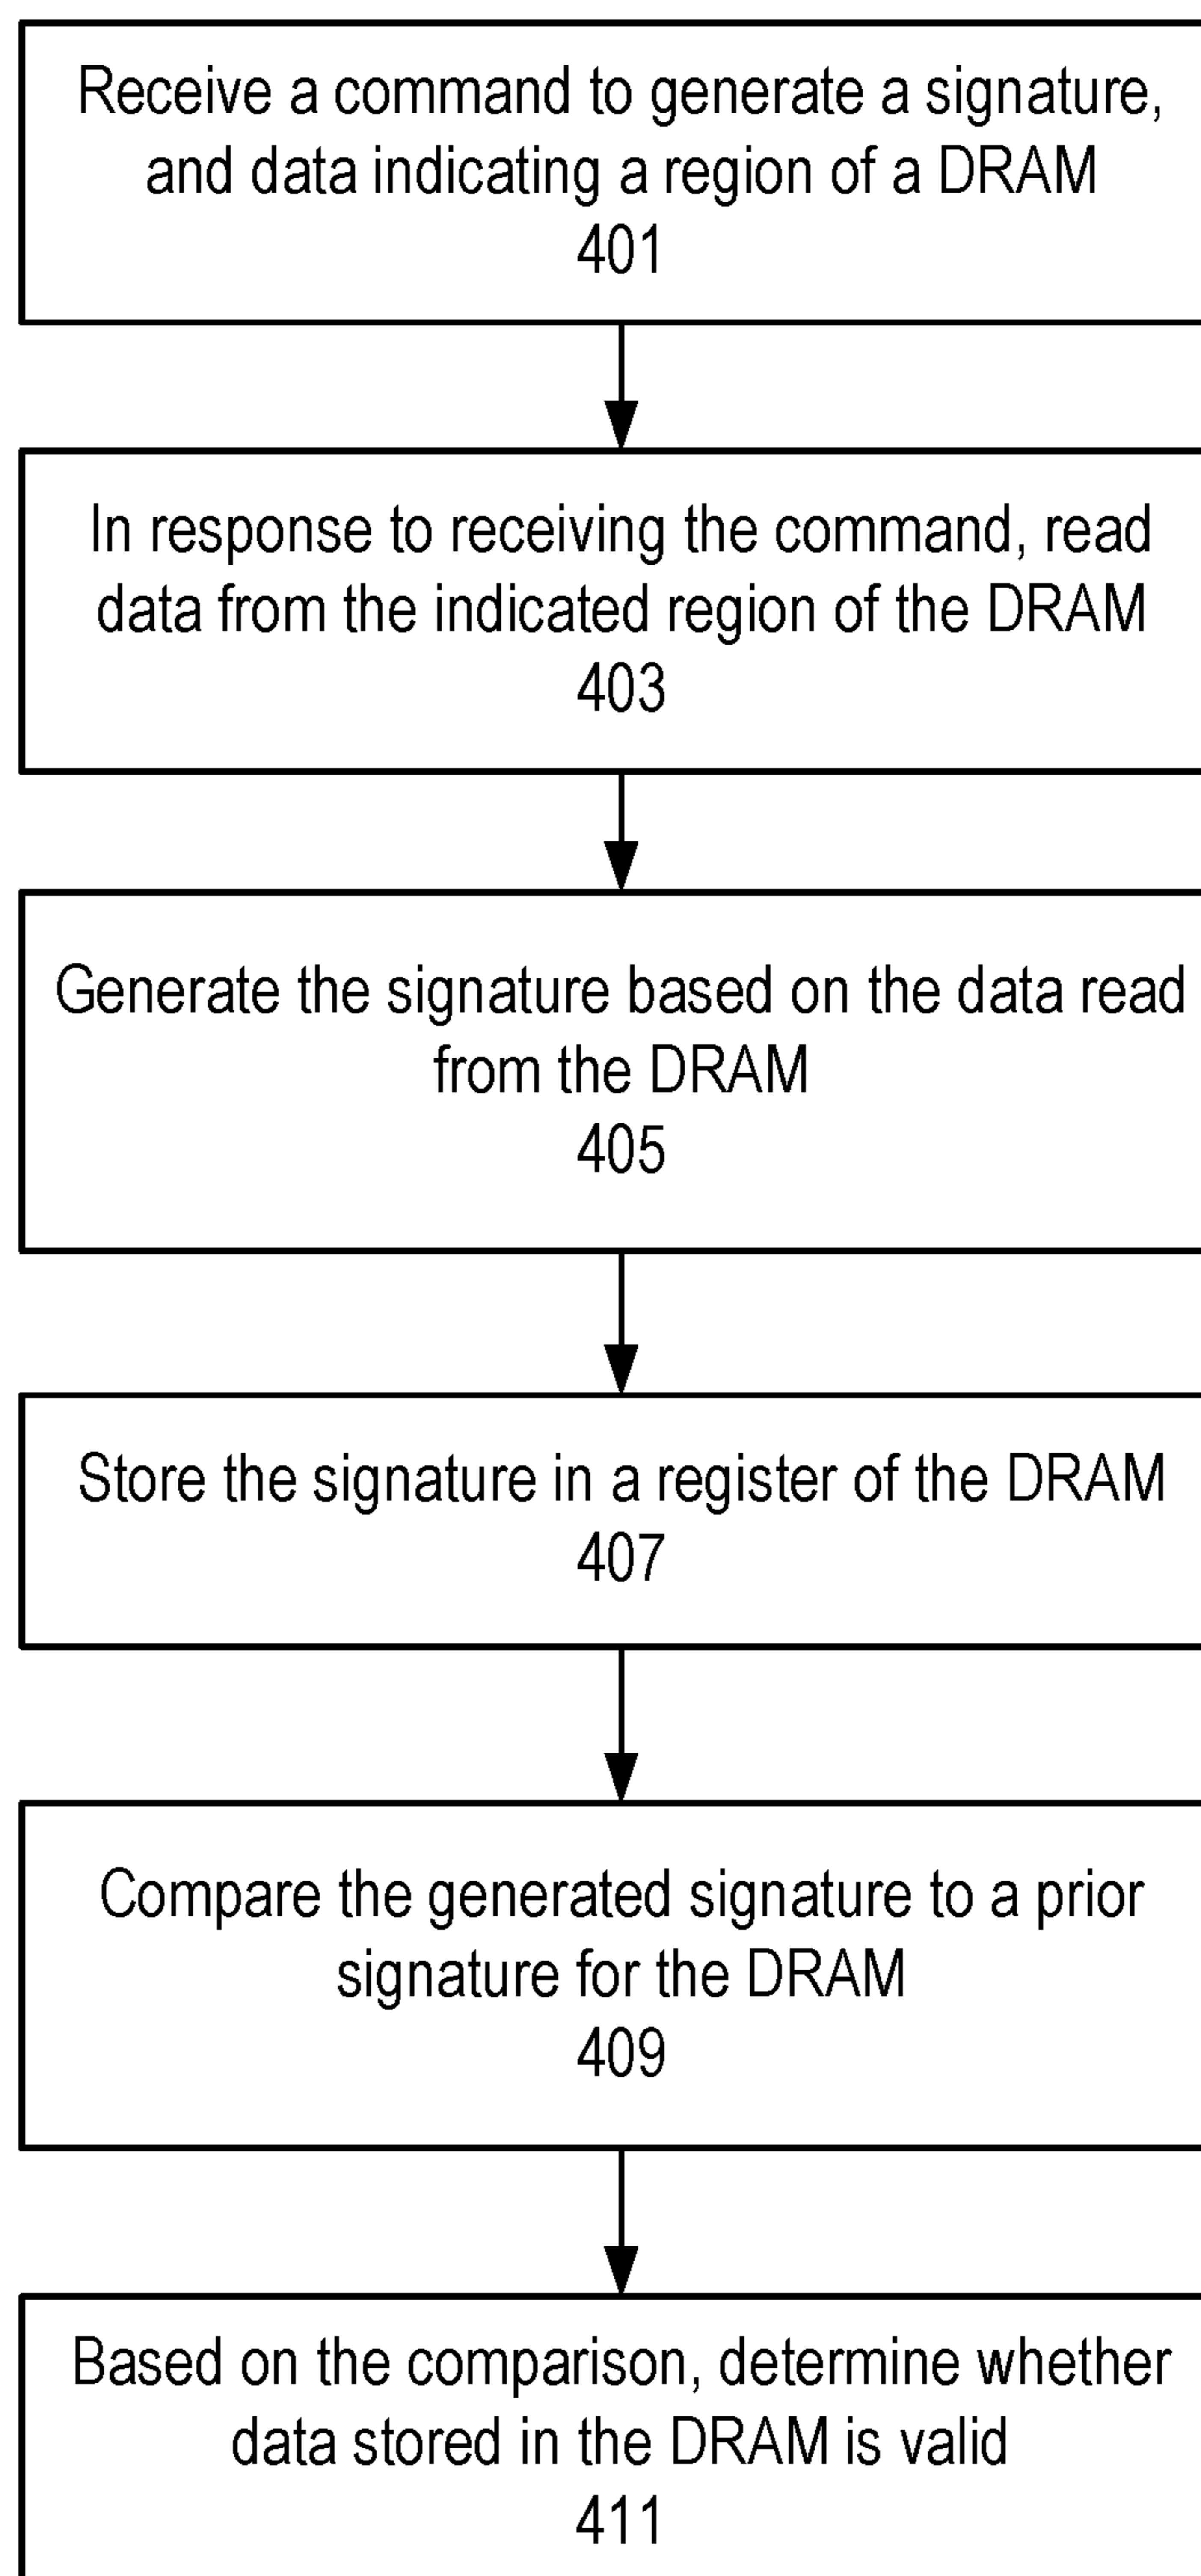 Receive a command to generate a signature,
and data indicating a region of a DRAM
401
In response to receiving the command, read
data from the indicated region of the DRAM
403
Generate the signature based on the data read
from the DRAM
405
Store the signature in a register of the DRAM
407
Compare the generated signature to a prior
signature for the DRAM
409
Based on the comparison, determine whether
data stored in the DRAM is valid
411